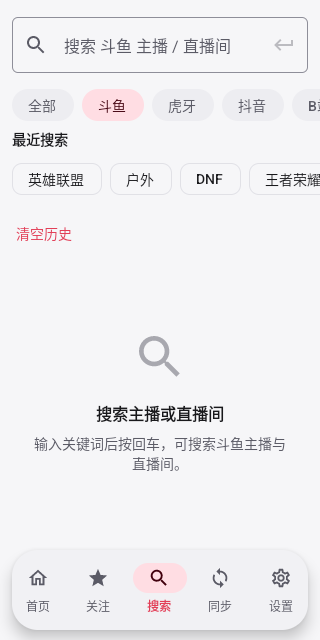 搜索 斗鱼 主播 / 直播间
全部 斗鱼 虎牙 抖音
最近搜索
英雄联盟 户外 DNF 王者荣耀
清空历史
搜索主播或直播间
输入关键词后按回车，可搜索斗鱼主播与
直播间。
首页 关注 搜索 同步 设置